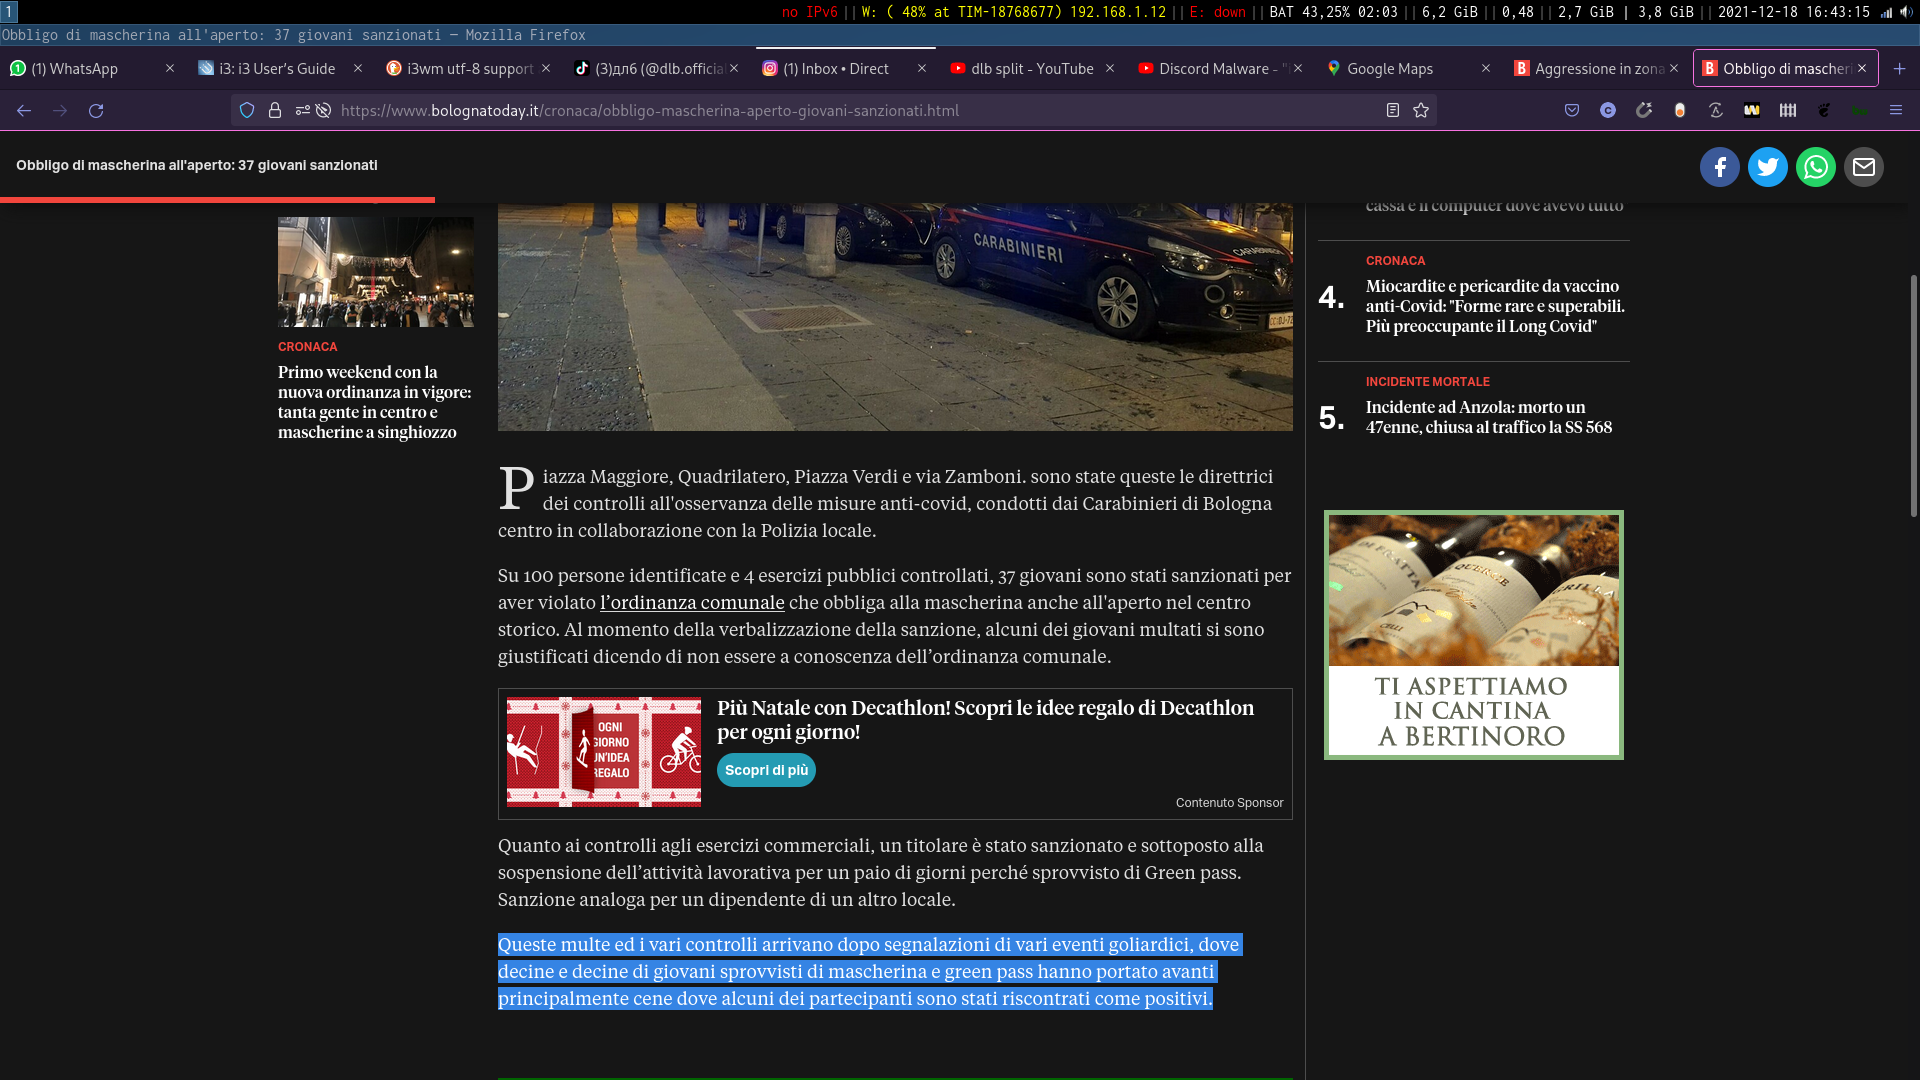 1
no IPv6 || W: ( 48% at TIM-18768677) 192.168.1.12 || E: down || BAT 43,25% 02:03 || 6,2 GiB || 0,48 || 2,7 GiB | 3,8 GiB || 2021-12-18 16:43:15
Obbligo di mascherina all'aperto: 37 giovani sanzionati — Mozilla Firefox
(1) WhatsApp
i3: i3 User's Guide
i3wm utf-8 support
(3)длб (@dlb.official
(1) Inbox • Direct
dlb split - YouTube
Discord Malware - "
Google Maps
Aggressione in zona
Obbligo di mascheri
https://www.bolognatoday.it/cronaca/obbligo-mascherina-aperto-giovani-sanzionati.html
Obbligo di mascherina all'aperto: 37 giovani sanzionati
CRONACA
Primo weekend con la
nuova ordinanza in vigore:
tanta gente in centro e
mascherine a singhiozzo
CARABINIERI
CARABINIERI
Piazza Maggiore, Quadrilatero, Piazza Verdi e via Zamboni. sono state queste le direttrici
dei controlli all'osservanza delle misure anti-covid, condotti dai Carabinieri di Bologna
centro in collaborazione con la Polizia locale.
Su 100 persone identificate e 4 esercizi pubblici controllati, 37 giovani sono stati sanzionati per
aver violato l'ordinanza comunale che obbliga alla mascherina anche all'aperto nel centro
storico. Al momento della verbalizzazione della sanzione, alcuni dei giovani multati si sono
giustificati dicendo di non essere a conoscenza dell'ordinanza comunale.
OGNI
GIORNO
UN'IDEA
REGALO
Più Natale con Decathlon! Scopri le idee regalo di Decathlon
per ogni giorno!
Scopri di più
Contenuto Sponsor
Quanto ai controlli agli esercizi commerciali, un titolare è stato sanzionato e sottoposto alla
sospensione dell'attività lavorativa per un paio di giorni perché sprovvisto di Green pass.
Sanzione analoga per un dipendente di un altro locale.
Queste multe ed i vari controlli arrivano dopo segnalazioni di vari eventi goliardici, dove
decine e decine di giovani sprovvisti di mascherina e green pass hanno portato avanti
principalmente cene dove alcuni dei partecipanti sono stati riscontrati come positivi.
cassa e il computer dove avevo tutto
CRONACA
4.
Miocardite e pericardite da vaccino
anti-Covid: "Forme rare e superabili.
Più preoccupante il Long Covid"
INCIDENTE MORTALE
5.
Incidente ad Anzola: morto un
47enne, chiusa al traffico la SS 568
TI ASPETTIAMO
IN CANTINA
A BERTINORO